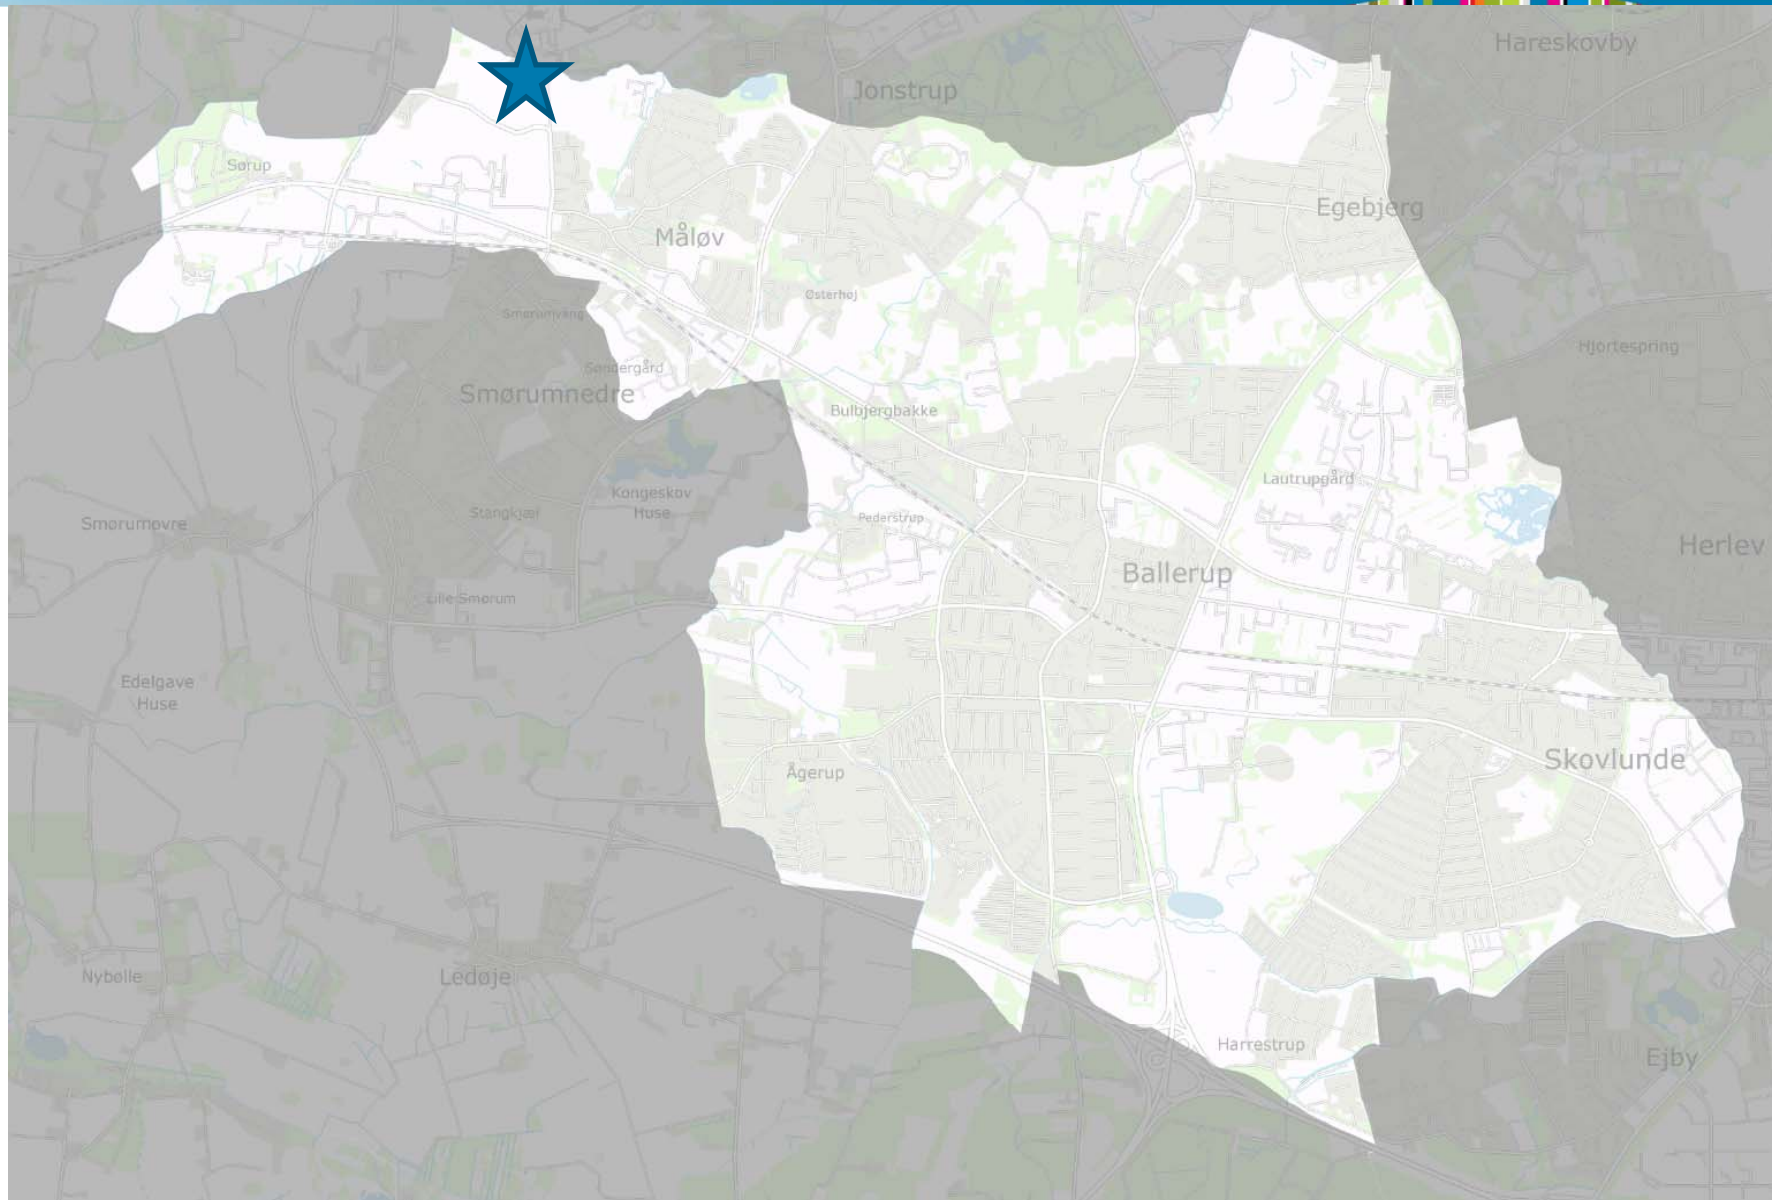 Hareskovby
Jonstrup
Sørup
Egebjerg
Måløv
Østerhøj
Smørumvang
Hjortespring
Søndergård
Smørumnedre
Bulbjergbakke
Lautrupgård
Kongeskov
Huse
Stangkjær
Pederstrup
Smørumovre
Herlev
Ballerup
Lille Smørum
Edelgave
Huse
Skovlunde
Ågerup
Nybølle
Ledøje
Harrestrup
Ejby